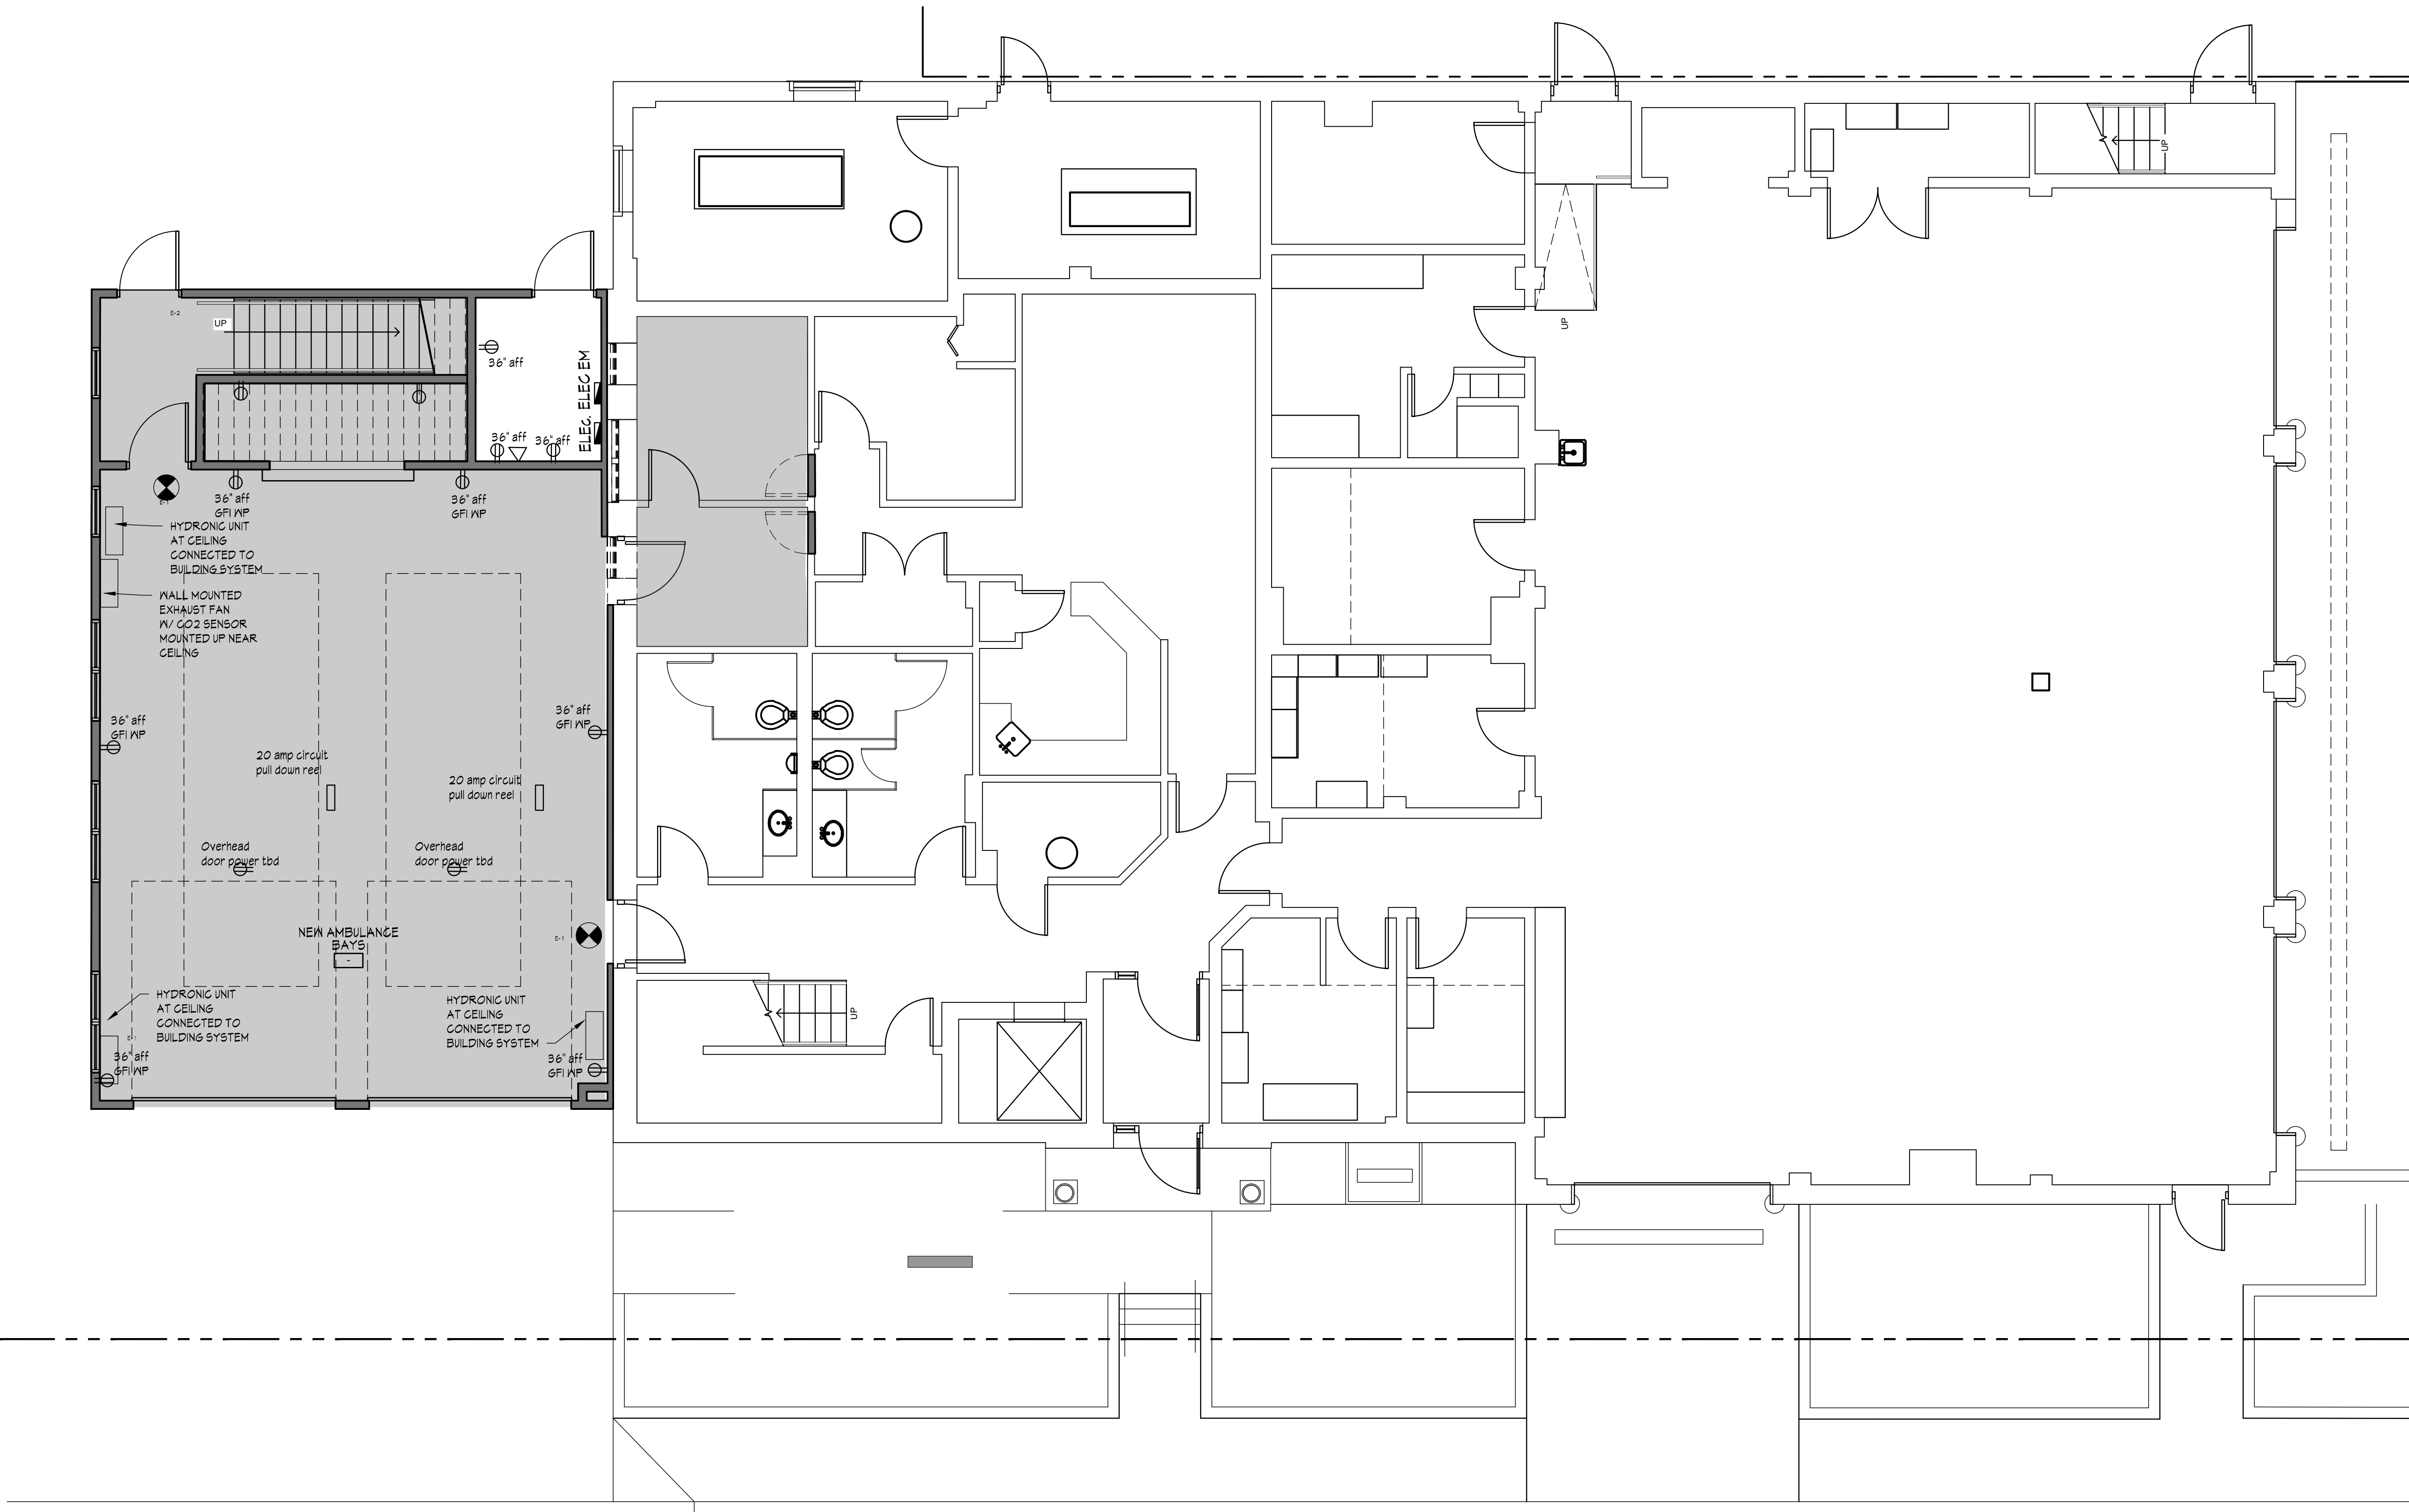 UP
E-2
UP
36" aff
ELEC. ELEC EM
UP
36" aff
36" aff
E-1
36" aff
GFI WP
36" aff
GFI WP
HYDRONIC UNIT
AT CEILING
CONNECTED TO
BUILDING SYSTEM
WALL MOUNTED
EXHAUST FAN
W/ CO2 SENSOR
MOUNTED UP NEAR
CEILING
36" aff
GFI WP
36" aff
GFI WP
20 amp circuit
pull down reel
20 amp circuit
pull down reel
Overhead
door power tbd
Overhead
door power tbd
NEW AMBULANCE
BAYS
E-1
HYDRONIC UNIT
AT CEILING
CONNECTED TO
BUILDING SYSTEM
HYDRONIC UNIT
AT CEILING
CONNECTED TO
BUILDING SYSTEM
UP
E-1
36" aff
GFI WP
36" aff
GFI WP